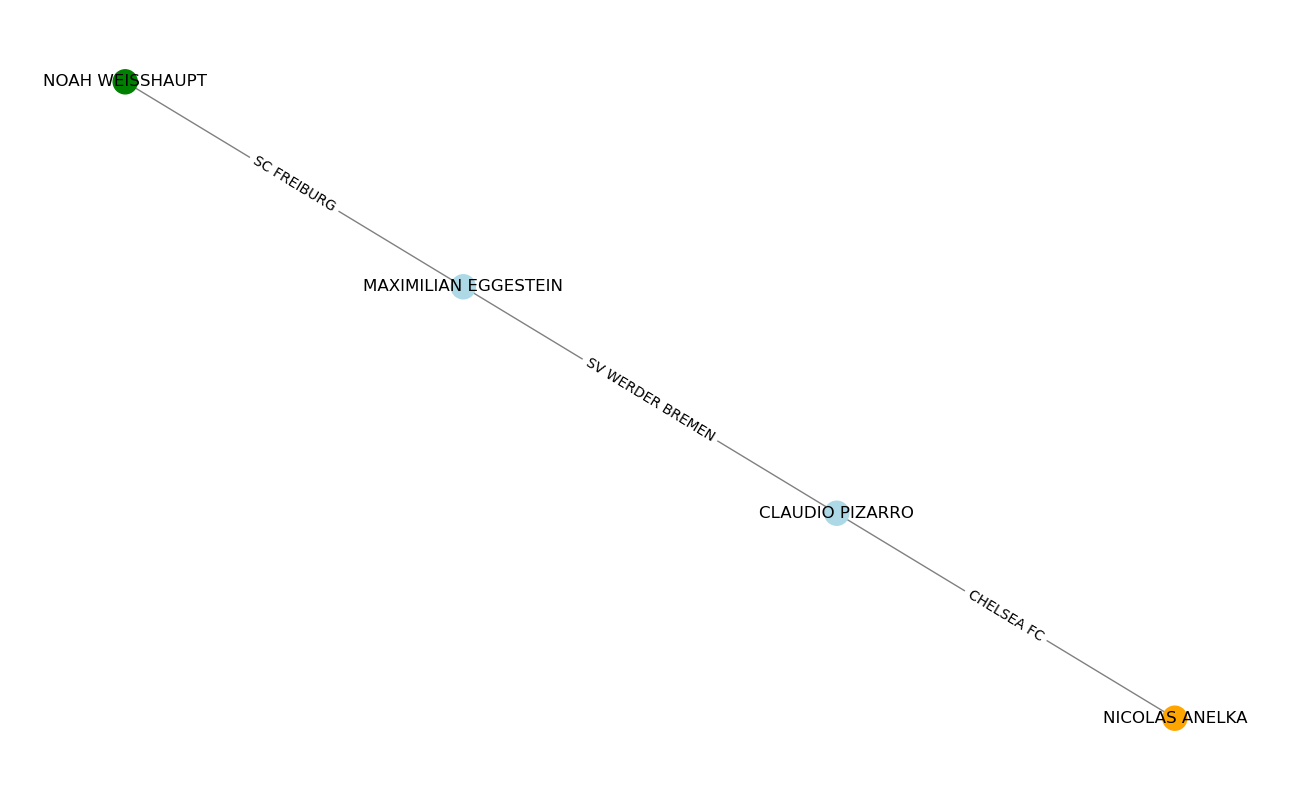 NOAH WEISSHAUPT
SC FREIBURG
MAXIMILIAN EGGESTEIN
SV WERDER BREMEN
CLAUDIO PIZARRO
CHELSEA FC
NICOLAS ANELKA